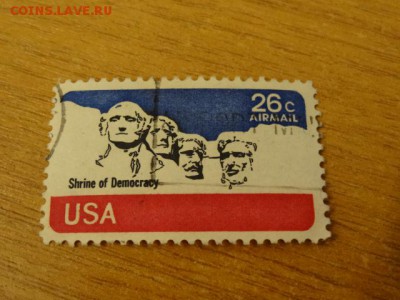 COINS.LAVE.RU
26c
AIRMAIL
Shrine of Democracy
USA